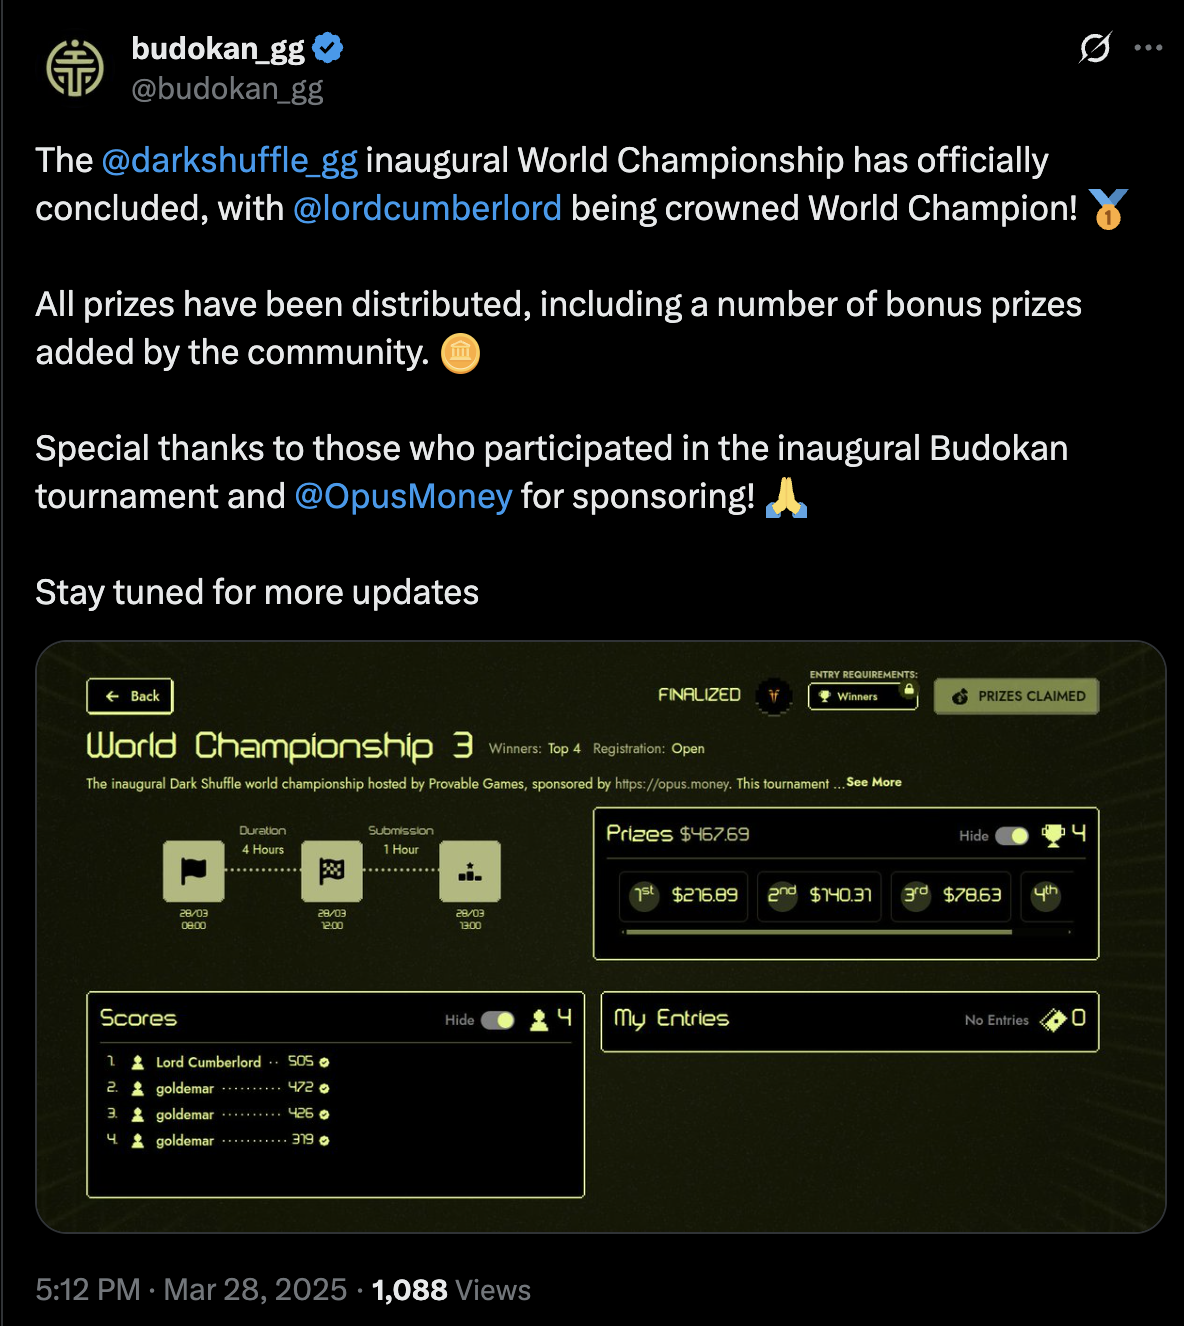 budokan_gg
@budokan_gg
The @darkshuffle_gg inaugural World Championship has officially
concluded, with @lordcumberlord being crowned World Champion! 🏅
All prizes have been distributed, including a number of bonus prizes
added by the community. 🪙
Special thanks to those who participated in the inaugural Budokan
tournament and @OpusMoney for sponsoring! 🙏
Stay tuned for more updates
← Back
FINALIZED
ENTRY REQUIREMENTS:
Winners
PRIZES CLAIMED
World Championship 3 Winners: Top 4 Registration: Open
The inaugural Dark Shuffle world championship hosted by Provable Games, sponsored by https://opus.money. This tournament ...See More
Duration
4 Hours
Submission
1 Hour
28/03
08:00
28/03
12:00
28/03
13:00
Prizes $467.69 Hide 4
1st $216.89 2nd $140.31 3rd $78.63 4th
Scores Hide 4
1. Lord Cumberlord ·· 505
2. goldemar ·········· 472
3. goldemar ·········· 426
4. goldemar ··········· 319
My Entries No Entries 0
5:12 PM · Mar 28, 2025 · 1,088 Views